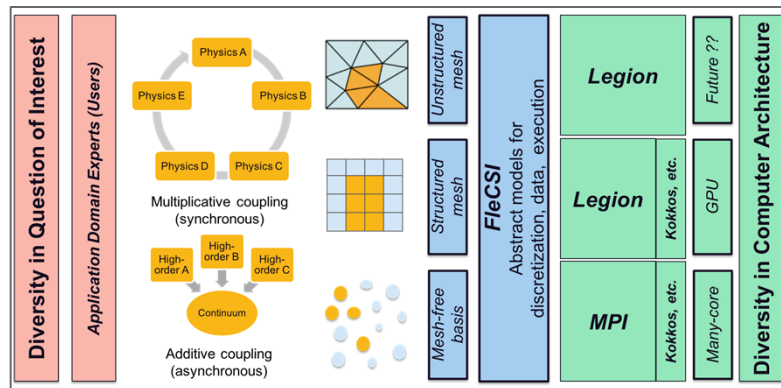 Diversity in Question of Interest
Application Domain Experts (Users)
Physics A
Physics E
Physics B
Physics D
Physics C
Multiplicative coupling
(synchronous)
High-
order A
High-
order B
High-
order C
Continuum
Additive coupling
(asynchronous)
Unstructured
mesh
Structured
mesh
Mesh-free
basis
FleCSI
Abstract models for
discretization, data, execution
Legion
Future ??
Legion
Kokkos, etc.
GPU
MPI
Kokkos, etc.
Many-core
Diversity in Computer Architecture